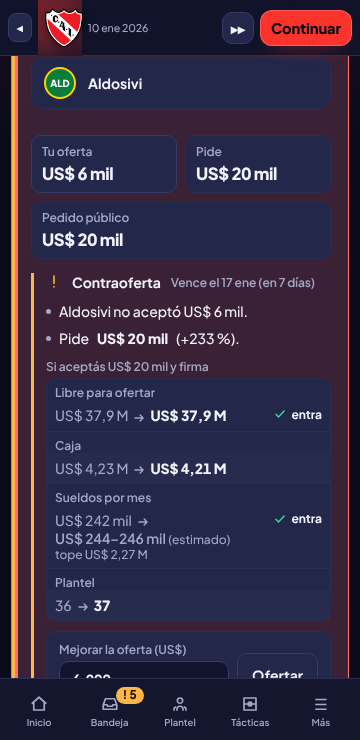 10 ene 2026
Continuar
C.A.I.
ALD
Aldosivi
Tu oferta
US$ 6 mil
Pide
US$ 20 mil
Pedido público
US$ 20 mil
! Contraoferta Vence el 17 ene (en 7 días)
• Aldosivi no aceptó US$ 6 mil.
• Pide US$ 20 mil (+233 %).
Si aceptás US$ 20 mil y firma
Libre para ofertar
US$ 37,9 M → US$ 37,9 M ✓ entra
Caja
US$ 4,23 M → US$ 4,21 M
Sueldos por mes
US$ 242 mil → ✓ entra
US$ 244–246 mil (estimado)
tope US$ 2,27 M
Plantel
36 → 37
Mejorar la oferta (US$)
Ofertar
! 5
Inicio
Bandeja
Plantel
Tácticas
Más